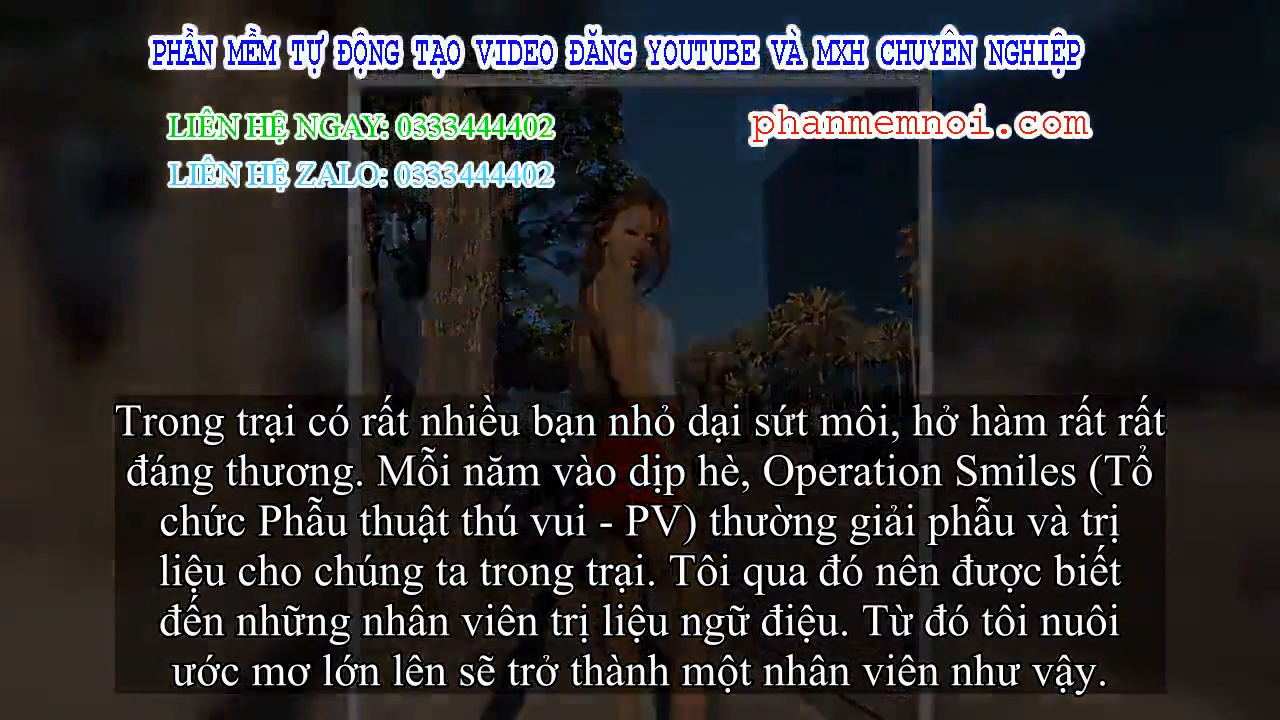 PHẦN MỀM TỰ ĐỘNG TẠO VIDEO ĐĂNG YOUTUBE VÀ MXH CHUYÊN NGHIỆP
LIÊN HỆ NGAY: 0333444402
phanmemnoi.com
LIÊN HỆ ZALO: 0333444402
Trong trại có rất nhiều bạn nhỏ dại sứt môi, hở hàm rất rất
đáng thương. Mỗi năm vào dịp hè, Operation Smiles (Tổ
chức Phẫu thuật thú vui - PV) thường giải phẫu và trị
liệu cho chúng ta trong trại. Tôi qua đó nên được biết
đến những nhân viên trị liệu ngữ điệu. Từ đó tôi nuôi
ước mơ lớn lên sẽ trở thành một nhân viên như vậy.